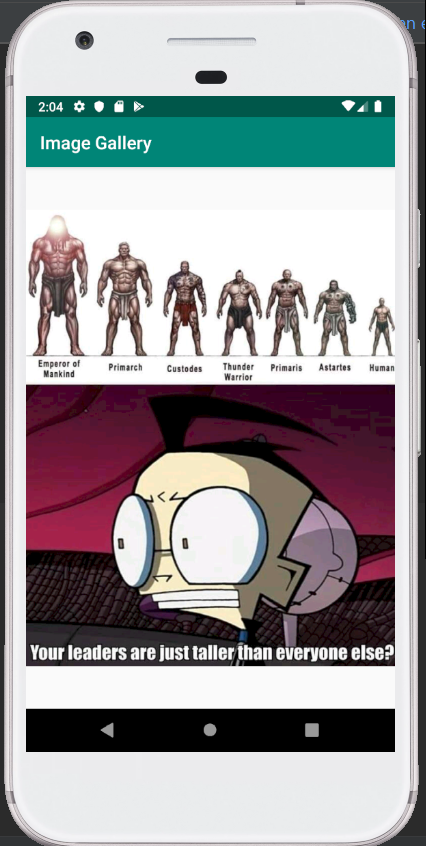 an e
2:04
Image Gallery
Emperor of Mankind
Primarch
Custodes
Thunder Warrior
Primaris
Astartes
Human
Your leaders are just taller than everyone else?